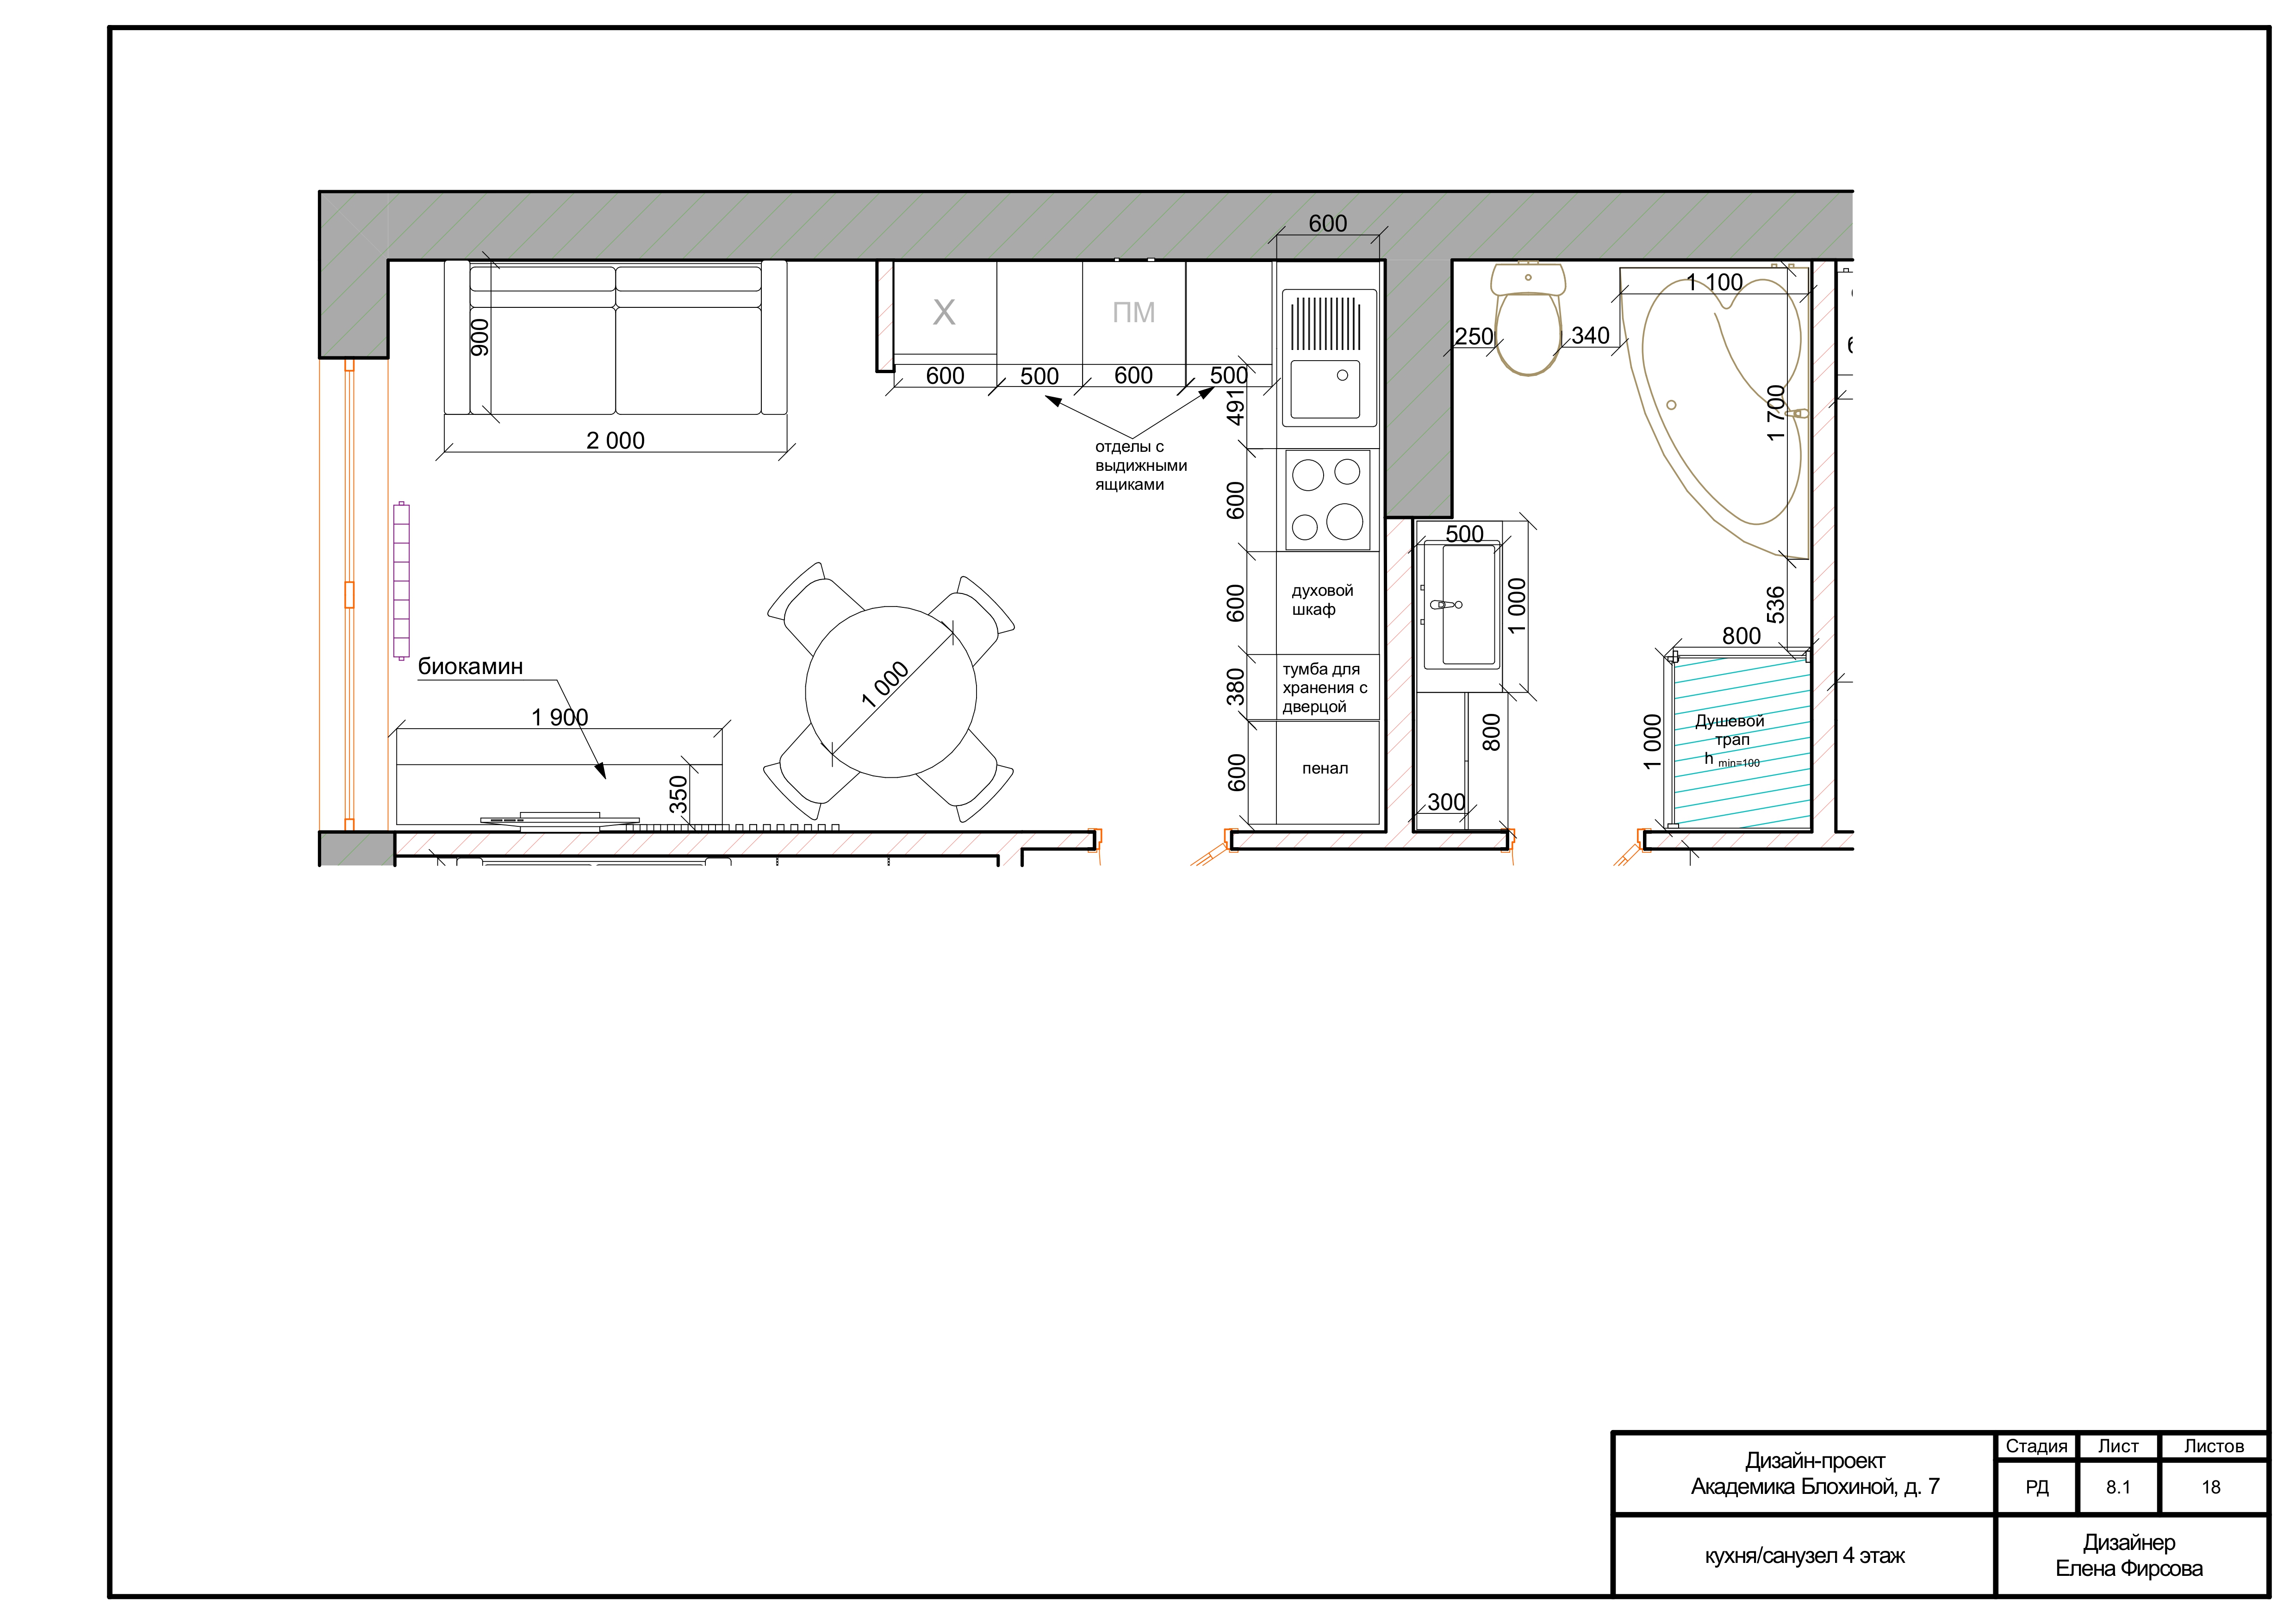 600
1 100
X
ПМ
900
250
340
600
500
600
500
491
1 700
2 000
отделы с
выдижными
ящиками
600
500
духовой
шкаф
600
1 000
536
800
биокамин
1 000
тумба для
хранения с
дверцой
380
1 900
800
1 000
Душевой
трап
h min=100
350
600
пенал
300
Дизайн-проект
Академика Блохиной, д. 7
Стадия
Лист
Листов
РД
8.1
18
кухня/санузел 4 этаж
Дизайнер
Елена Фирсова